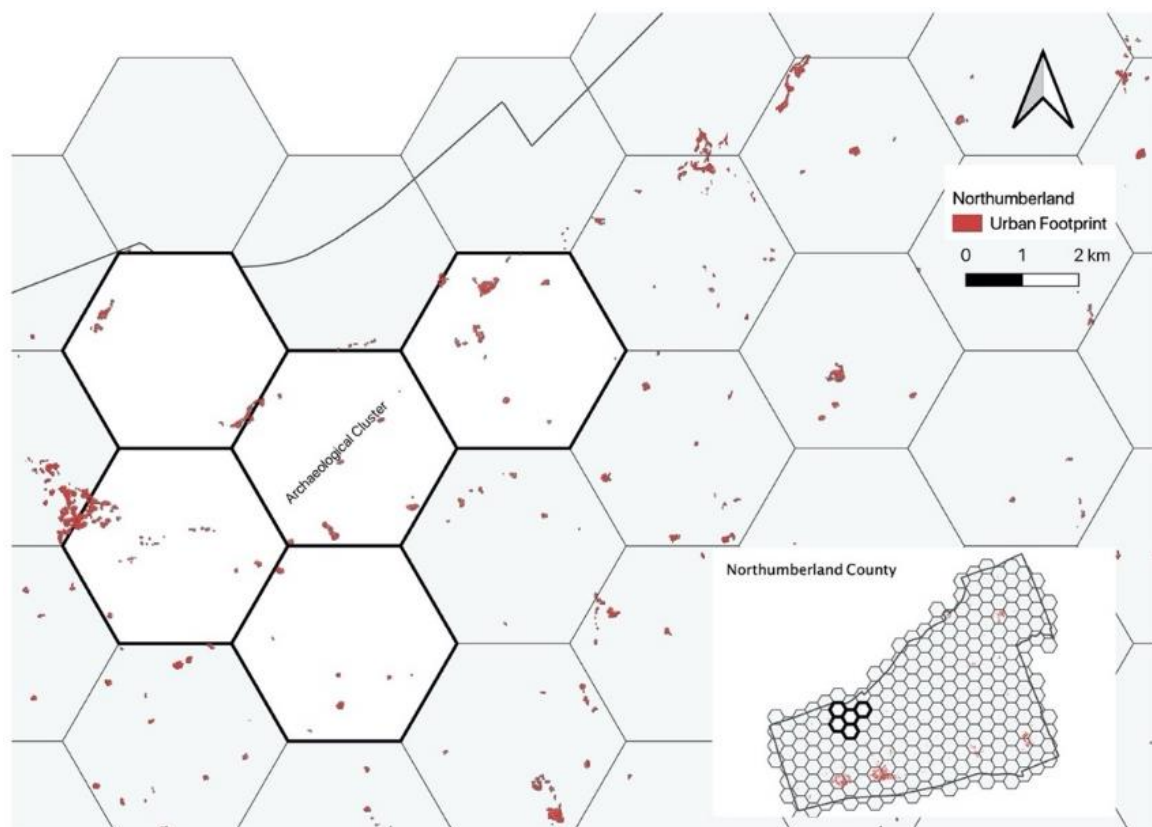 Northumberland
Urban Footprint
0 1 2 km
Archaeological Cluster
Northumberland County